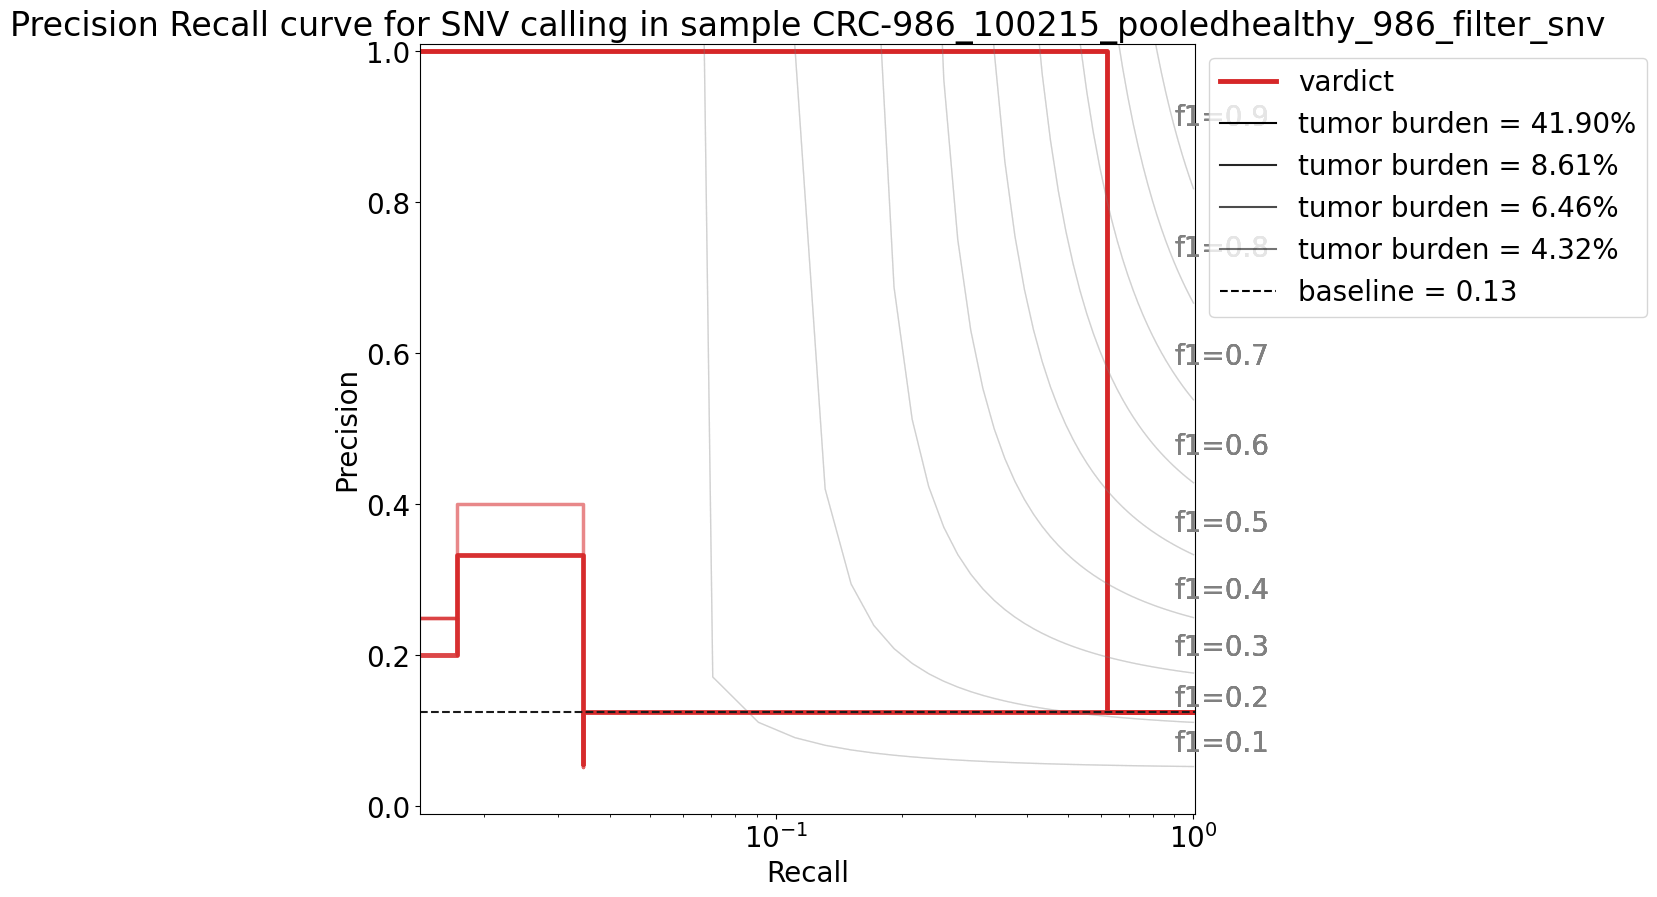 Precision Recall curve for SNV calling in sample CRC-986_100215_pooledhealthy_986_filter_snv
1.0
0.8
0.6
0.4
0.2
0.0
Precision
f1=0.9
f1=0.8
f1=0.7
f1=0.6
f1=0.5
f1=0.4
f1=0.3
f1=0.2
f1=0.1
vardict
tumor burden = 41.90%
tumor burden = 8.61%
tumor burden = 6.46%
tumor burden = 4.32%
baseline = 0.13
10⁻¹
10⁰
Recall